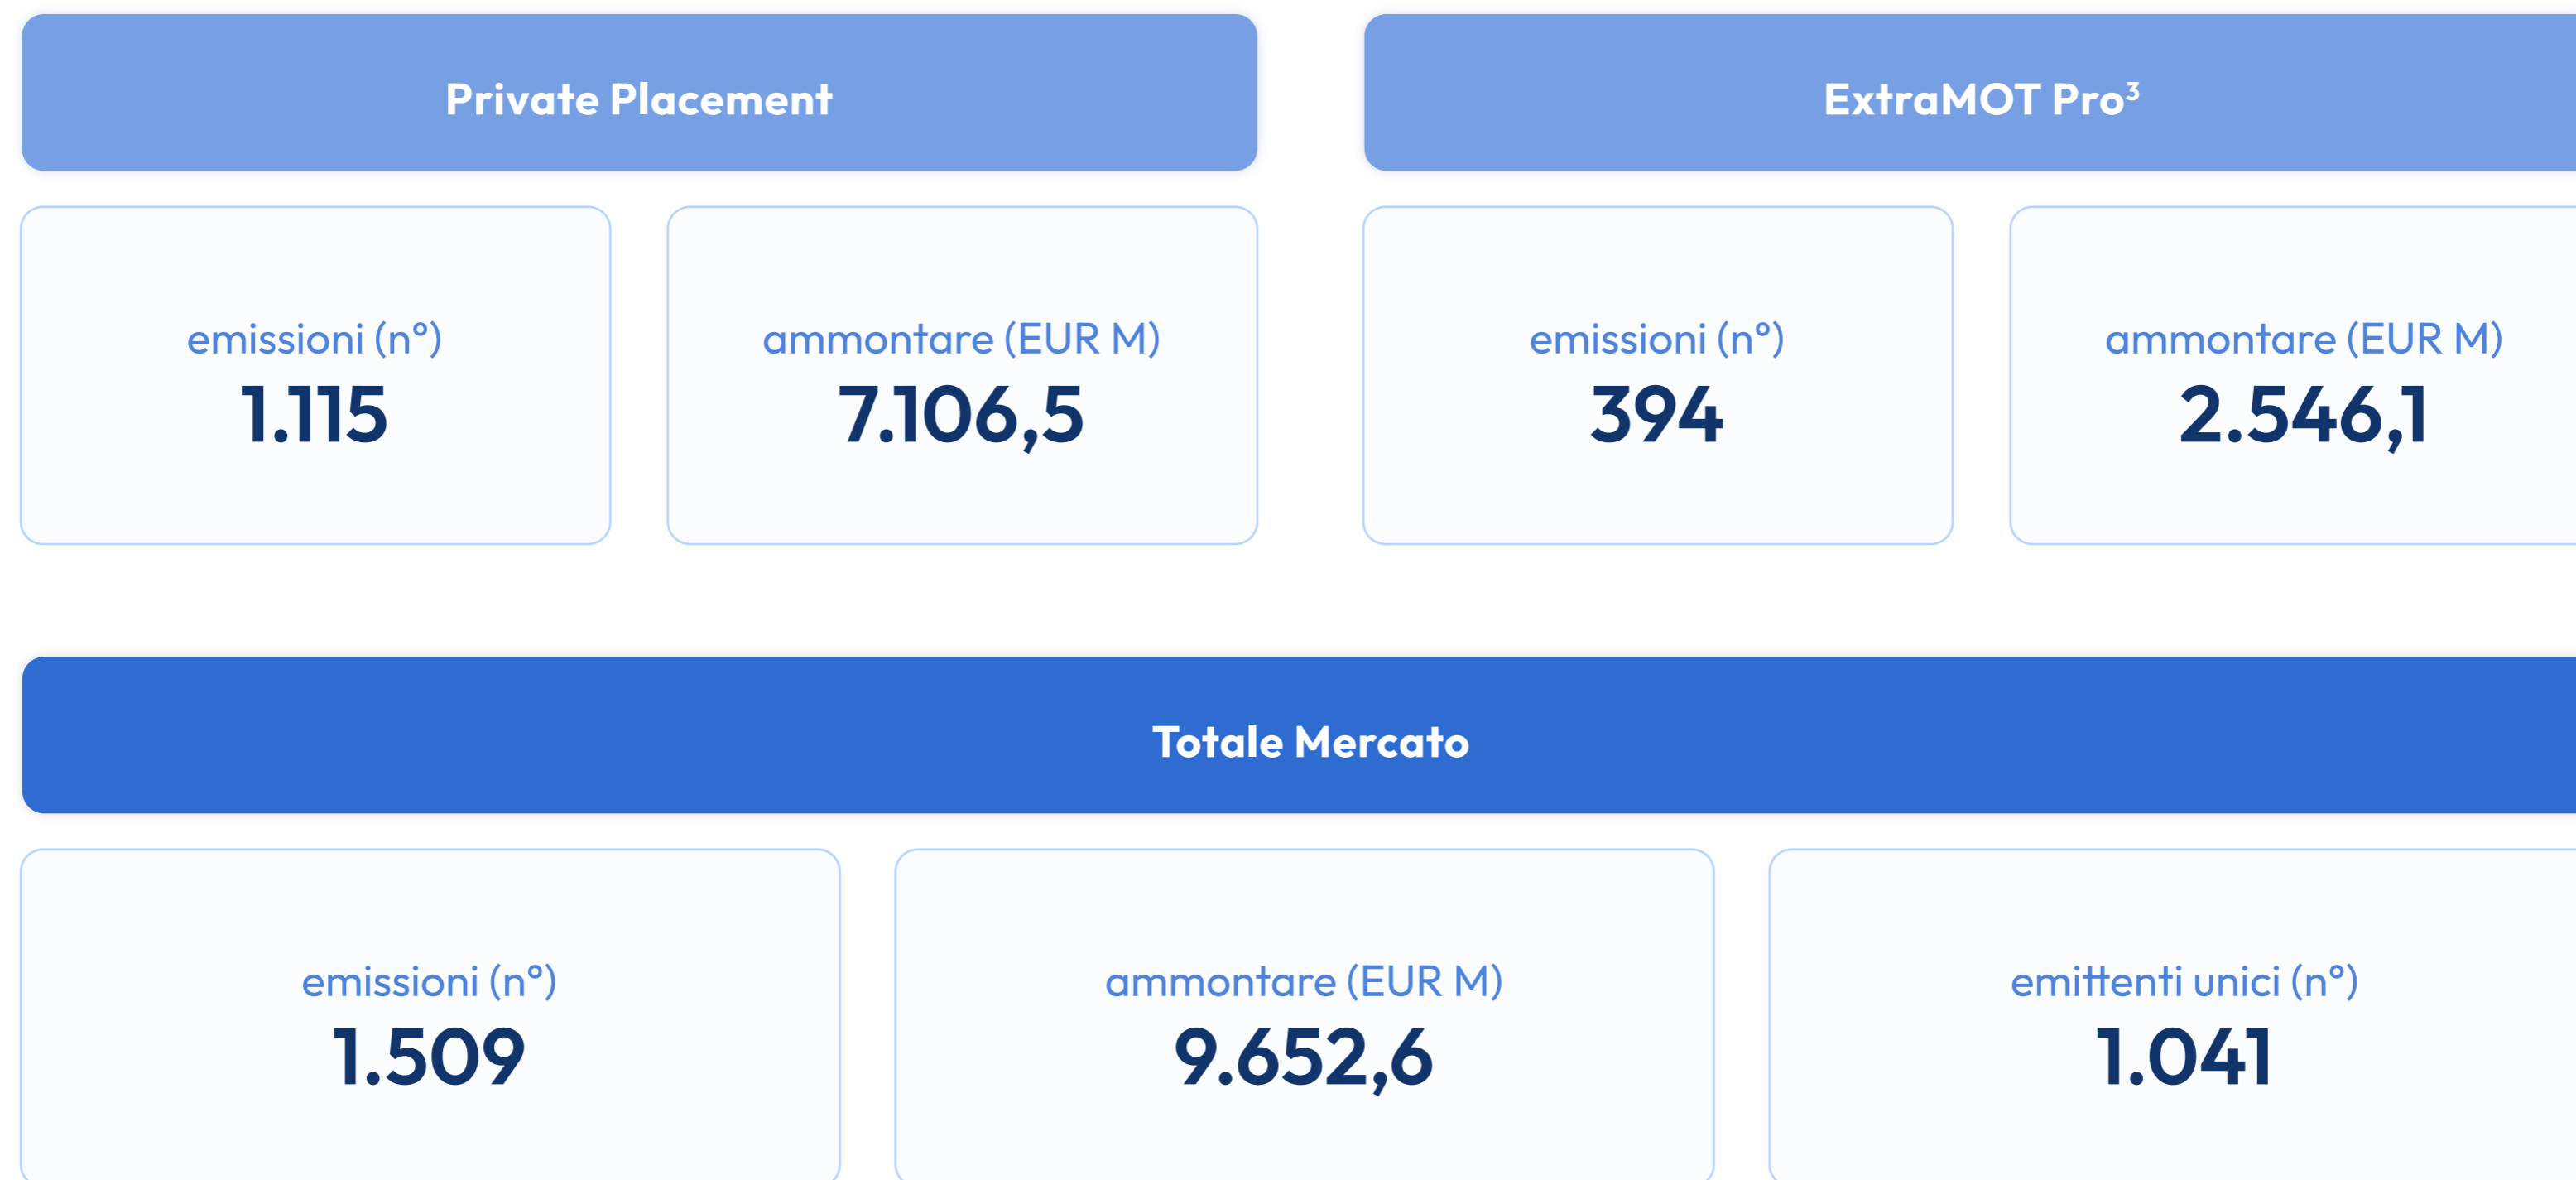 Private Placement
ExtraMOT Pro³
emissioni (n°)
1.115
ammontare (EUR M)
7.106,5
emissioni (n°)
394
ammontare (EUR M)
2.546,1
Totale Mercato
emissioni (n°)
1.509
ammontare (EUR M)
9.652,6
emittenti unici (n°)
1.041